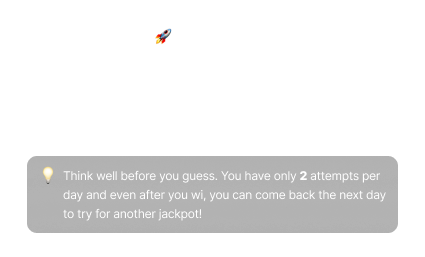 Think well before you guess. You have only 2 attempts per
day and even after you wi, you can come back the next day
to try for another jackpot!